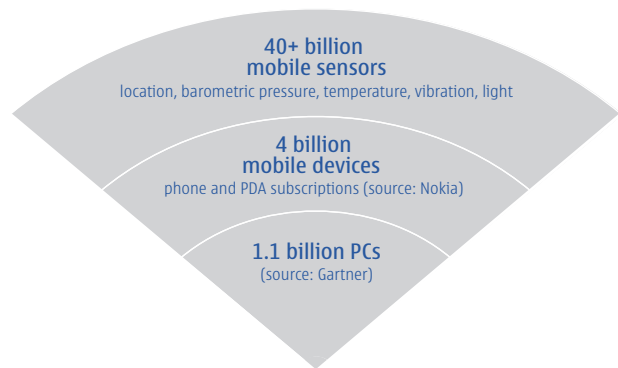 40+ billion
mobile sensors
location, barometric pressure, temperature, vibration, light
4 billion
mobile devices
phone and PDA subscriptions (source: Nokia)
1.1 billion PCs
(source: Gartner)